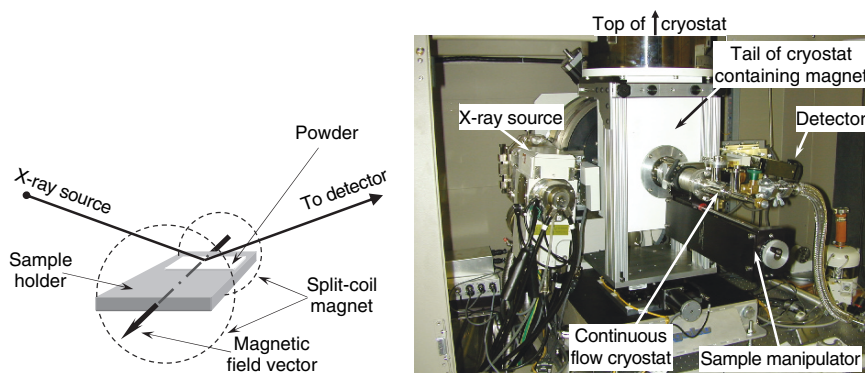 X-ray source
To detector
Powder
Sample
holder
Split-coil
magnet
Magnetic
field vector
Top of cryostat
Tail of cryostat
containing magnet
X-ray source
Detector
Continuous
flow cryostat
Sample manipulator